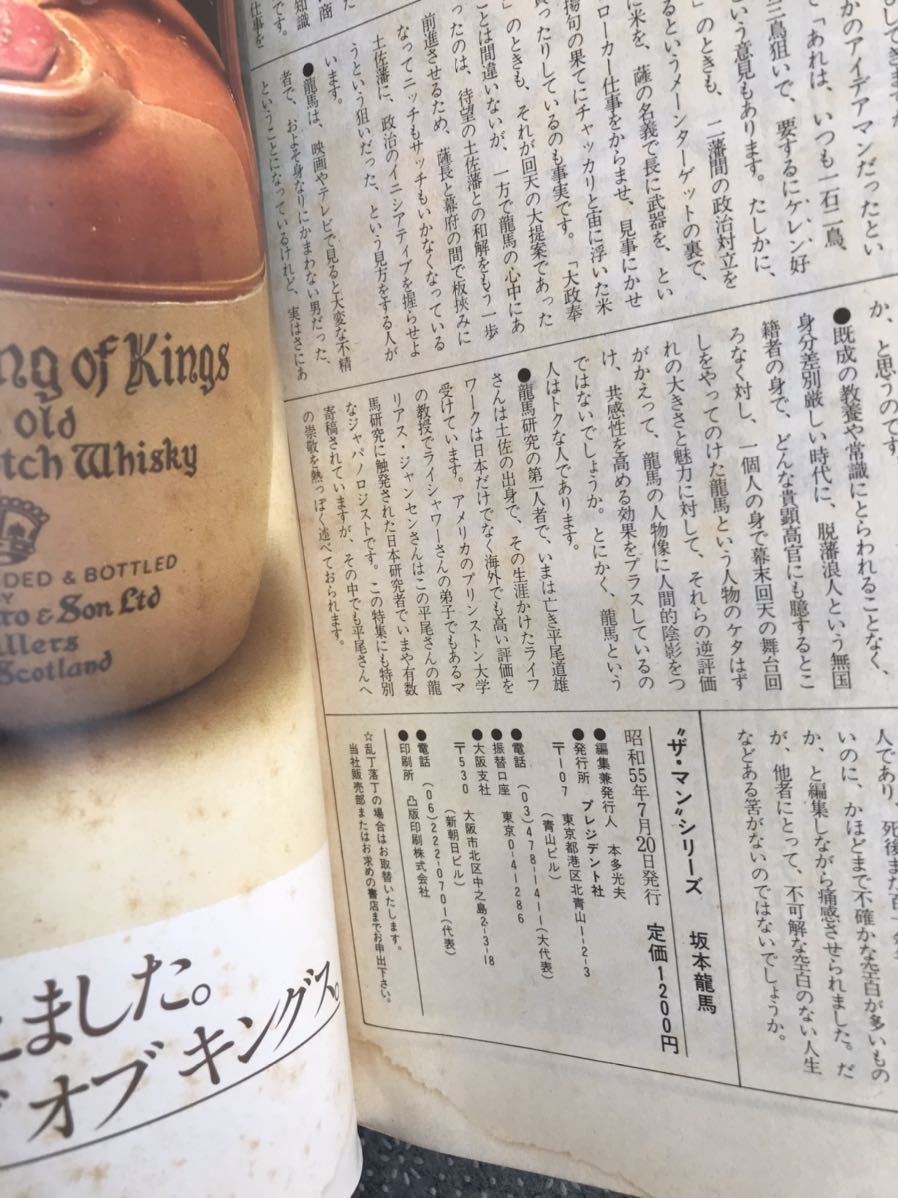 商
知識
です。
仕事を
してきますが
かのアイデアマンだったとい
で「あれは、いつも一石二鳥、
三鳥狙いで、要するにケレン好
という意見もあります。たしかに、
」のときも、二藩間の政治対立を
るというメーンターゲットの裏で、
に米を、薩の名義で長に武器を、とい
ローカー仕事をからませ、見事にかせ
揚句の果てにチャッカリと宙に浮いた米
ったりしているのも事実です。「大政奉
」のときも、それが回天の大提案であった
ことは間違いないが、一方で龍馬の心中にあ
ったのは、待望の土佐藩との和解をもう一歩
前進させるため、薩長と幕府の間で板挟みに
なってニッチもサッチもいかなくなっている
土佐藩に、政治のイニシアティブを握らせよ
うという狙いだった、という見方をする人が
います。
●龍馬は、映画やテレビで見ると大変な不精
者で、およそ身なりにかまわない男だった、
ということになっているけれど、実はさにあ
か、と思うのです。
●既成の教養や常識にとらわれることなく、
身分差別厳しい時代に、脱藩浪人という無国
籍者の身で、どんな貴顕高官にも臆するとこ
ろなく対し、一個人の身で幕末回天の舞台回
しをやってのけた龍馬という人物のケタはず
れの大きさと魅力に対して、それらの逆評価
がかえって、龍馬の人物像に人間的陰影をつ
け、共感性を高める効果をプラスしているの
ではないでしょうか。とにかく、龍馬という
人はトクな人であります。
●龍馬研究の第一人者で、いまは亡き平尾道雄
さんは土佐の出身で、その生涯かけたライフ
ワークは日本だけでなく海外でも高い評価を
受けています。アメリカのプリンストン大学
の教授でライシャワーさんの弟子でもあるマ
リアス・ジャンセンさんはこの平尾さんの龍
馬研究に触発された日本研究者でいまや有数
なジャパノロジストです。この特集にも特別
寄稿されていますが、その中でも平尾さんへ
の崇敬を熱っぽく述べておられます。
人であり、死後また百
いのに、かほどまで不確かな空白が多いもの
か、と編集しながら痛感させられました。だ
が、他者にとって、不可解な空白のない人生
などある筈がないのではないでしょうか。
〝ザ・マン〟シリーズ 坂本龍馬
昭和55年7月20日発行 定価1200円
●編集兼発行人 本多光夫
●発行所 プレジデント社
〒107 東京都港区北青山1-2-3
(青山ビル)
●電話 (03)478-1411(大代表)
●振替口座 東京0-41286
●大阪支社
〒530 大阪市北区中之島2-3-18
(新朝日ビル)
●電話 (06)222-0701(代表)
●印刷所 凸版印刷株式会社
☆乱丁落丁の場合はお取替いたします。
当社販売部またはお求めの書店までお申出下さい。
ng of Kings
old
tch Whisky
DED & BOTTLED
BY
ro & Son Ltd
llers
Scotland
ました。
オブ キングス。